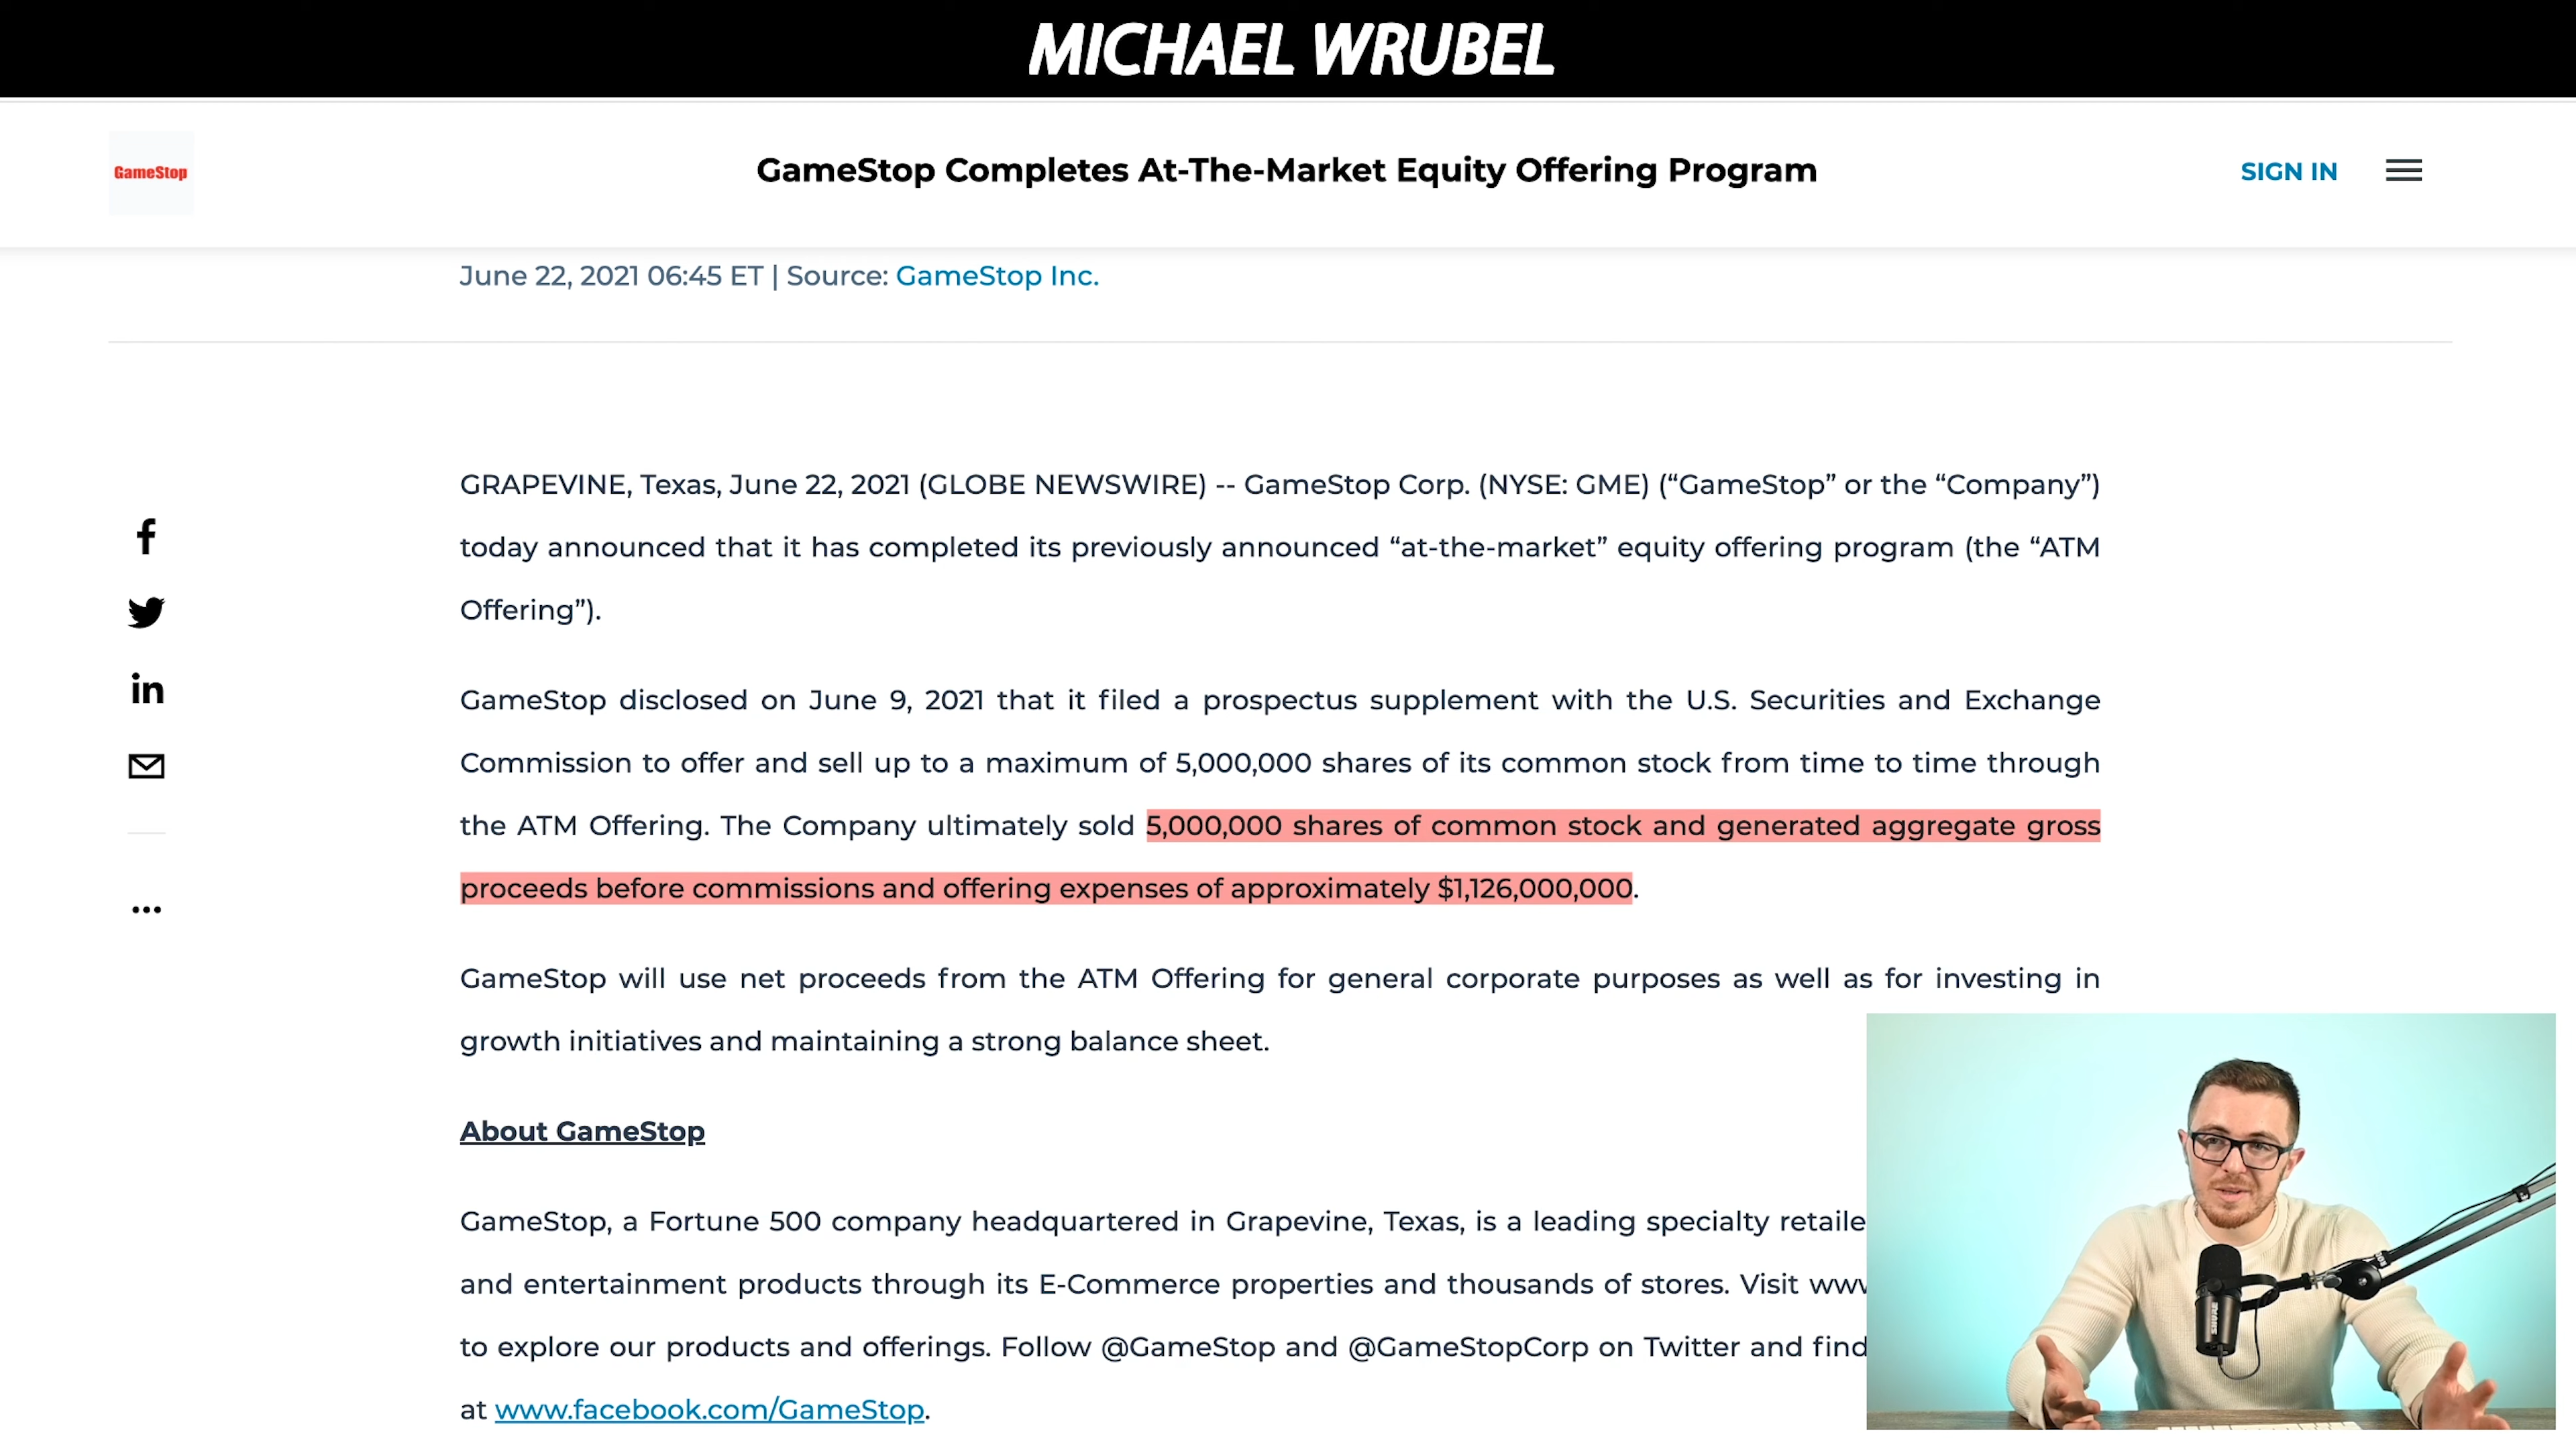 MICHAEL WRUBEL
GameStop
GameStop Completes At-The-Market Equity Offering Program
SIGN IN
June 22, 2021 06:45 ET | Source: GameStop Inc.
GRAPEVINE, Texas, June 22, 2021 (GLOBE NEWSWIRE) -- GameStop Corp. (NYSE: GME) (“GameStop” or the “Company”)
today announced that it has completed its previously announced “at-the-market” equity offering program (the “ATM
Offering”).
GameStop disclosed on June 9, 2021 that it filed a prospectus supplement with the U.S. Securities and Exchange
Commission to offer and sell up to a maximum of 5,000,000 shares of its common stock from time to time through
the ATM Offering. The Company ultimately sold 5,000,000 shares of common stock and generated aggregate gross
proceeds before commissions and offering expenses of approximately $1,126,000,000.
GameStop will use net proceeds from the ATM Offering for general corporate purposes as well as for investing in
growth initiatives and maintaining a strong balance sheet.
About GameStop
GameStop, a Fortune 500 company headquartered in Grapevine, Texas, is a leading specialty retaile
and entertainment products through its E-Commerce properties and thousands of stores. Visit www
to explore our products and offerings. Follow @GameStop and @GameStopCorp on Twitter and find
at www.facebook.com/GameStop.
SHURE